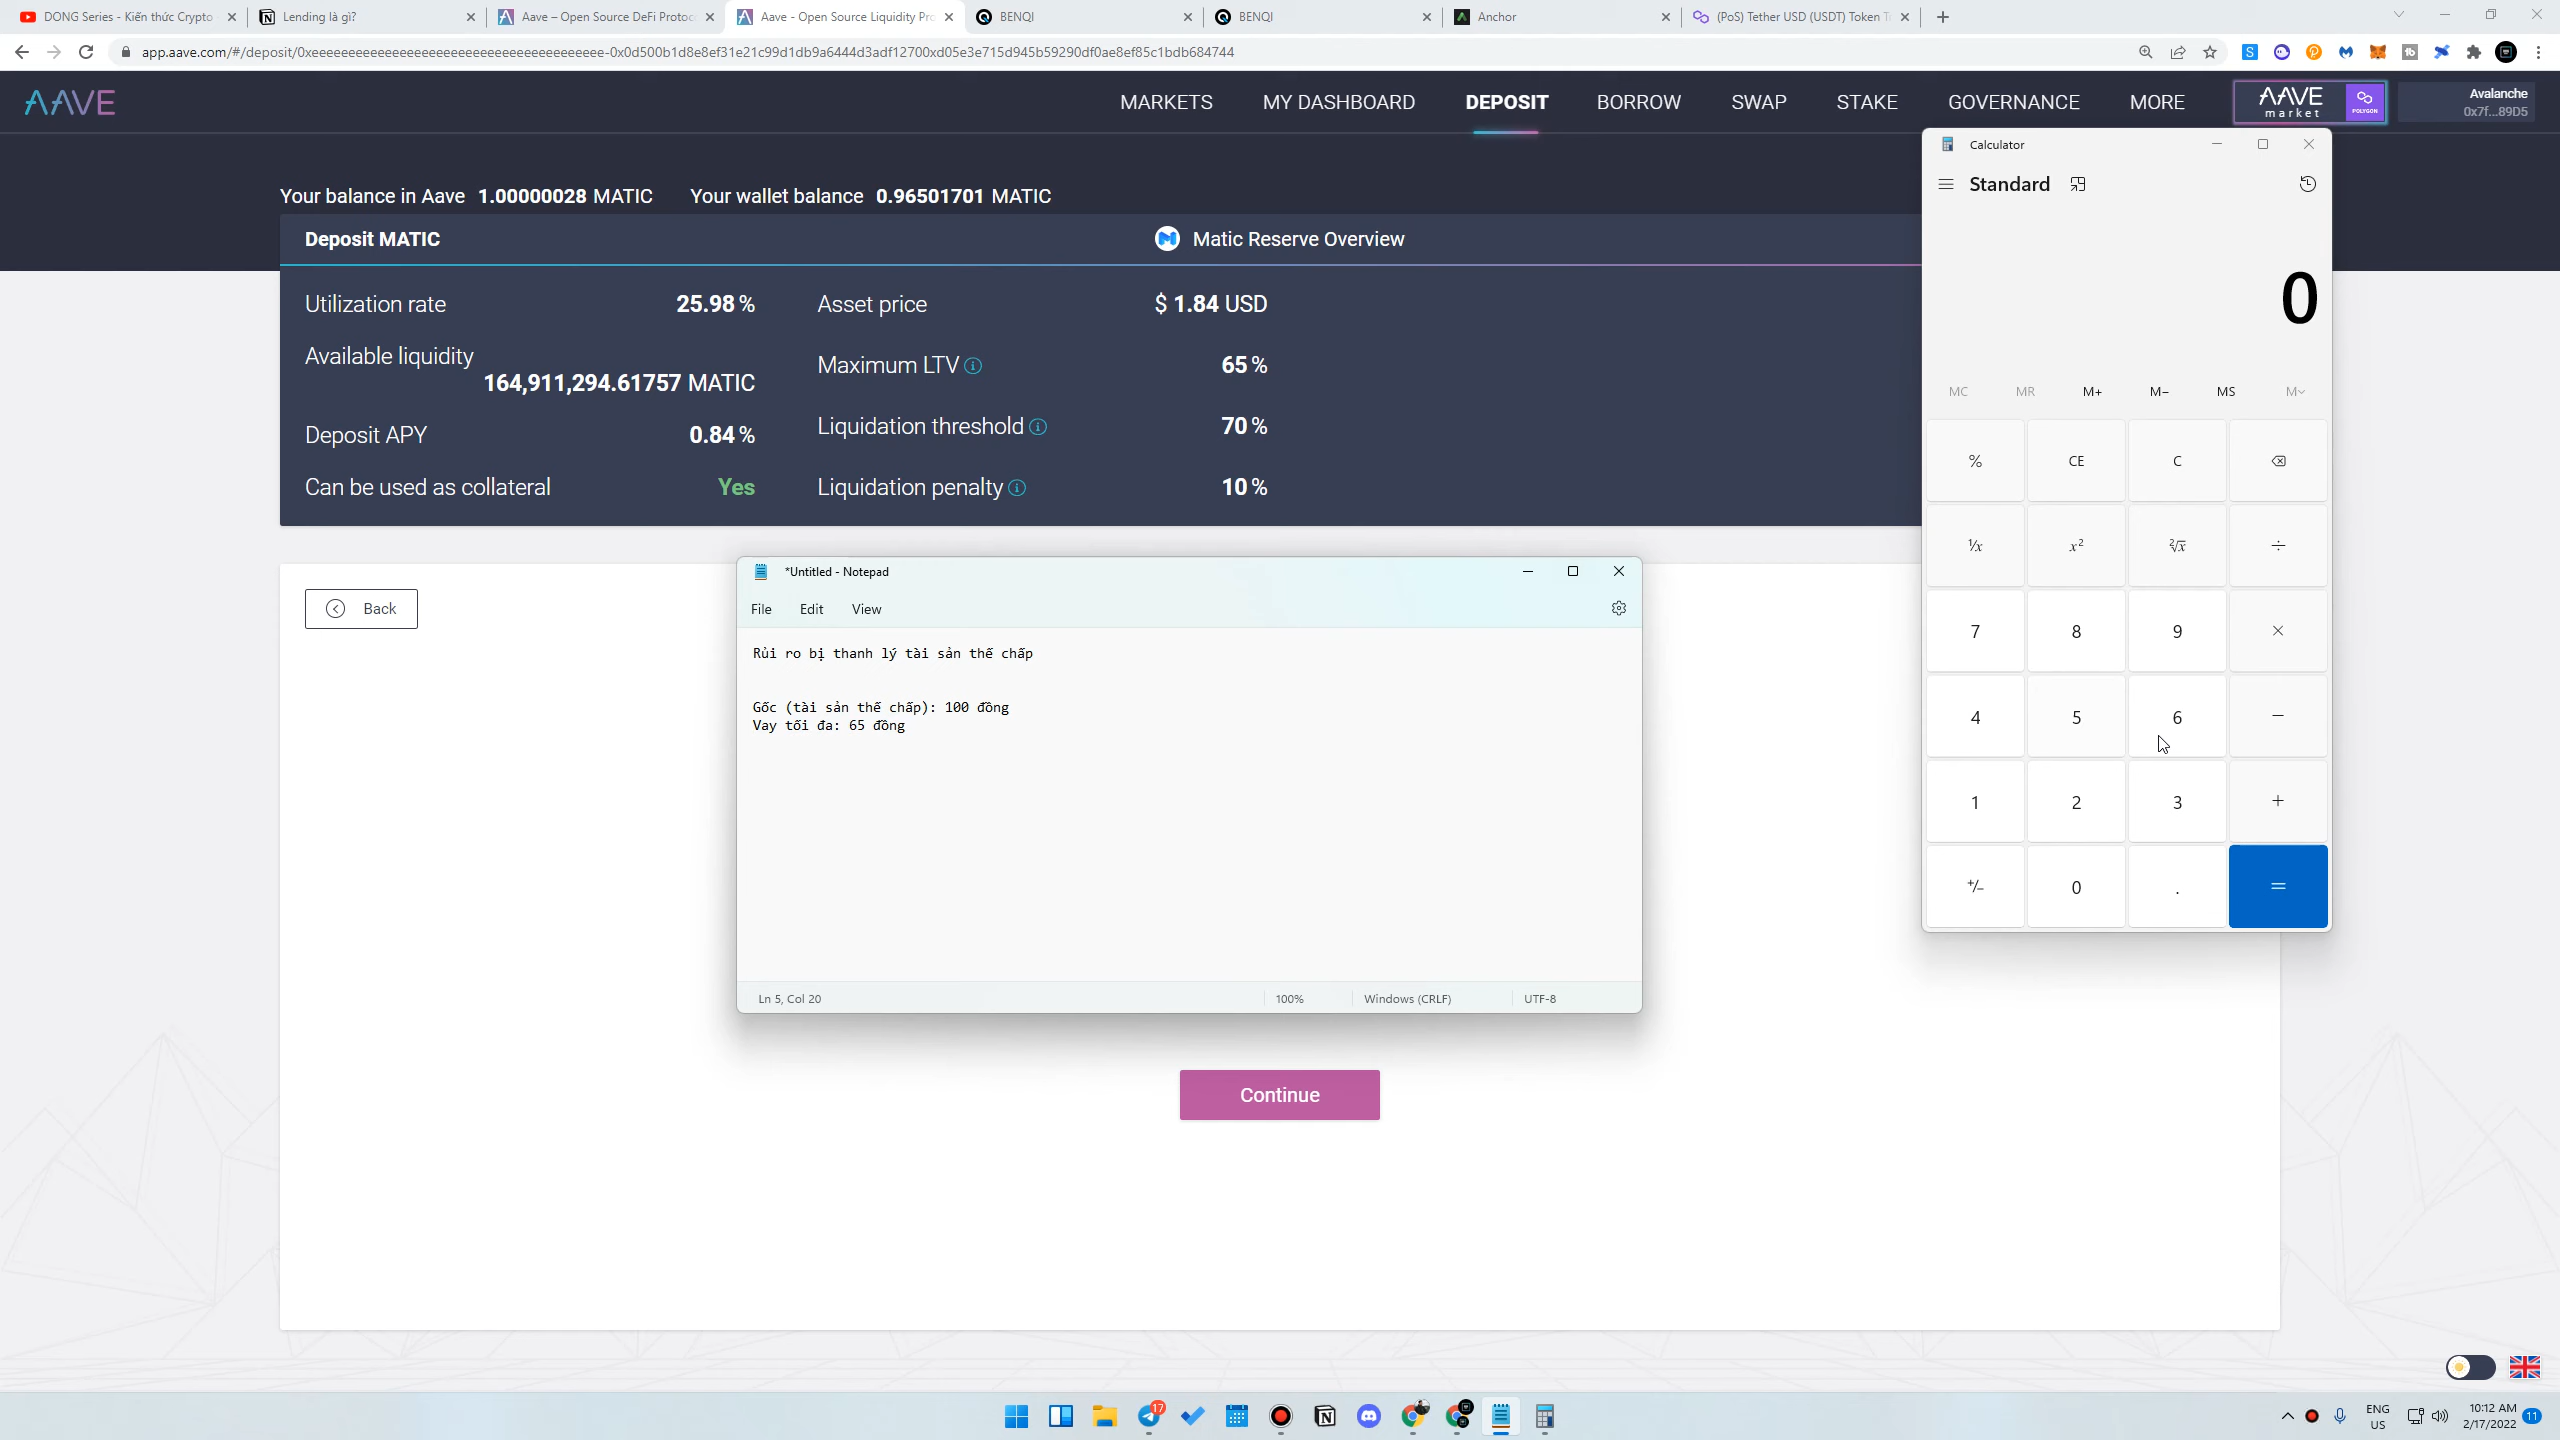 DONG Series - Kiến thức Crypto
Lending là gì?
Aave – Open Source DeFi Protoc
Aave - Open Source Liquidity Pro
BENQI
BENQI
Anchor
(PoS) Tether USD (USDT) Token T
app.aave.com/#/deposit/0xeeeeeeeeeeeeeeeeeeeeeeeeeeeeeeeeeeeeeeee-0x0d500b1d8e8ef31e21c99d1db9a6444d3adf12700xd05e3e715d945b59290df0ae8ef85c1bdb684744
AAVE
MARKETS
MY DASHBOARD
DEPOSIT
BORROW
SWAP
STAKE
GOVERNANCE
MORE
AAVE
market
POLYGON
Avalanche
0x7f...89D5
Your balance in Aave 1.00000028 MATIC
Your wallet balance 0.96501701 MATIC
Deposit MATIC
Matic Reserve Overview
Utilization rate 25.98 %
Available liquidity
164,911,294.61757 MATIC
Deposit APY 0.84 %
Can be used as collateral Yes
Asset price $ 1.84 USD
Maximum LTV 65 %
Liquidation threshold 70 %
Liquidation penalty 10 %
Back
Continue
*Untitled - Notepad
File Edit View
Rủi ro bị thanh lý tài sản thế chấp
Gốc (tài sản thế chấp): 100 đồng
Vay tối đa: 65 đồng
Ln 5, Col 20
100%
Windows (CRLF)
UTF-8
Calculator
Standard
0
MC MR M+ M− MS M
% CE C
1/x x² ²√x ÷
7 8 9 ×
4 5 6 −
1 2 3 +
+/− 0 . =
17
ENG
US
10:12 AM
2/17/2022
11